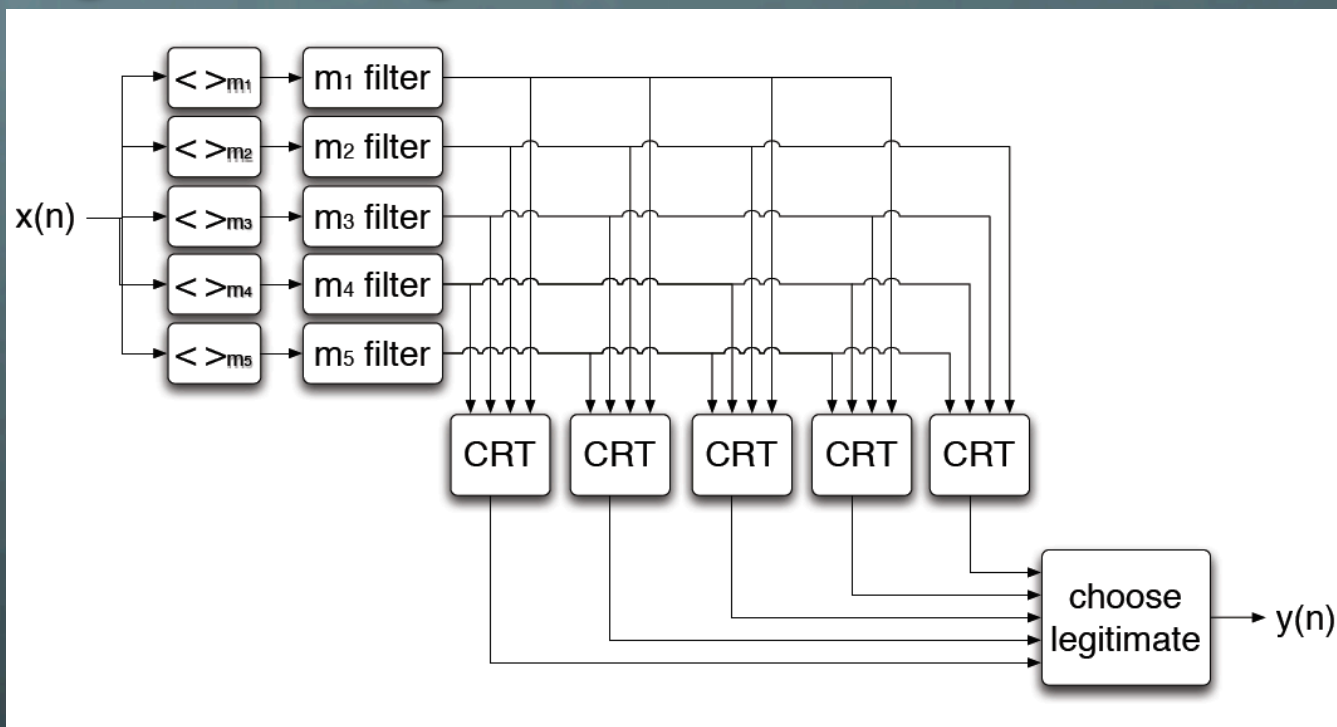 < >m1
m1 filter
< >m2
m2 filter
x(n)
< >m3
m3 filter
< >m4
m4 filter
< >m5
m5 filter
CRT
CRT
CRT
CRT
CRT
choose
legitimate
y(n)